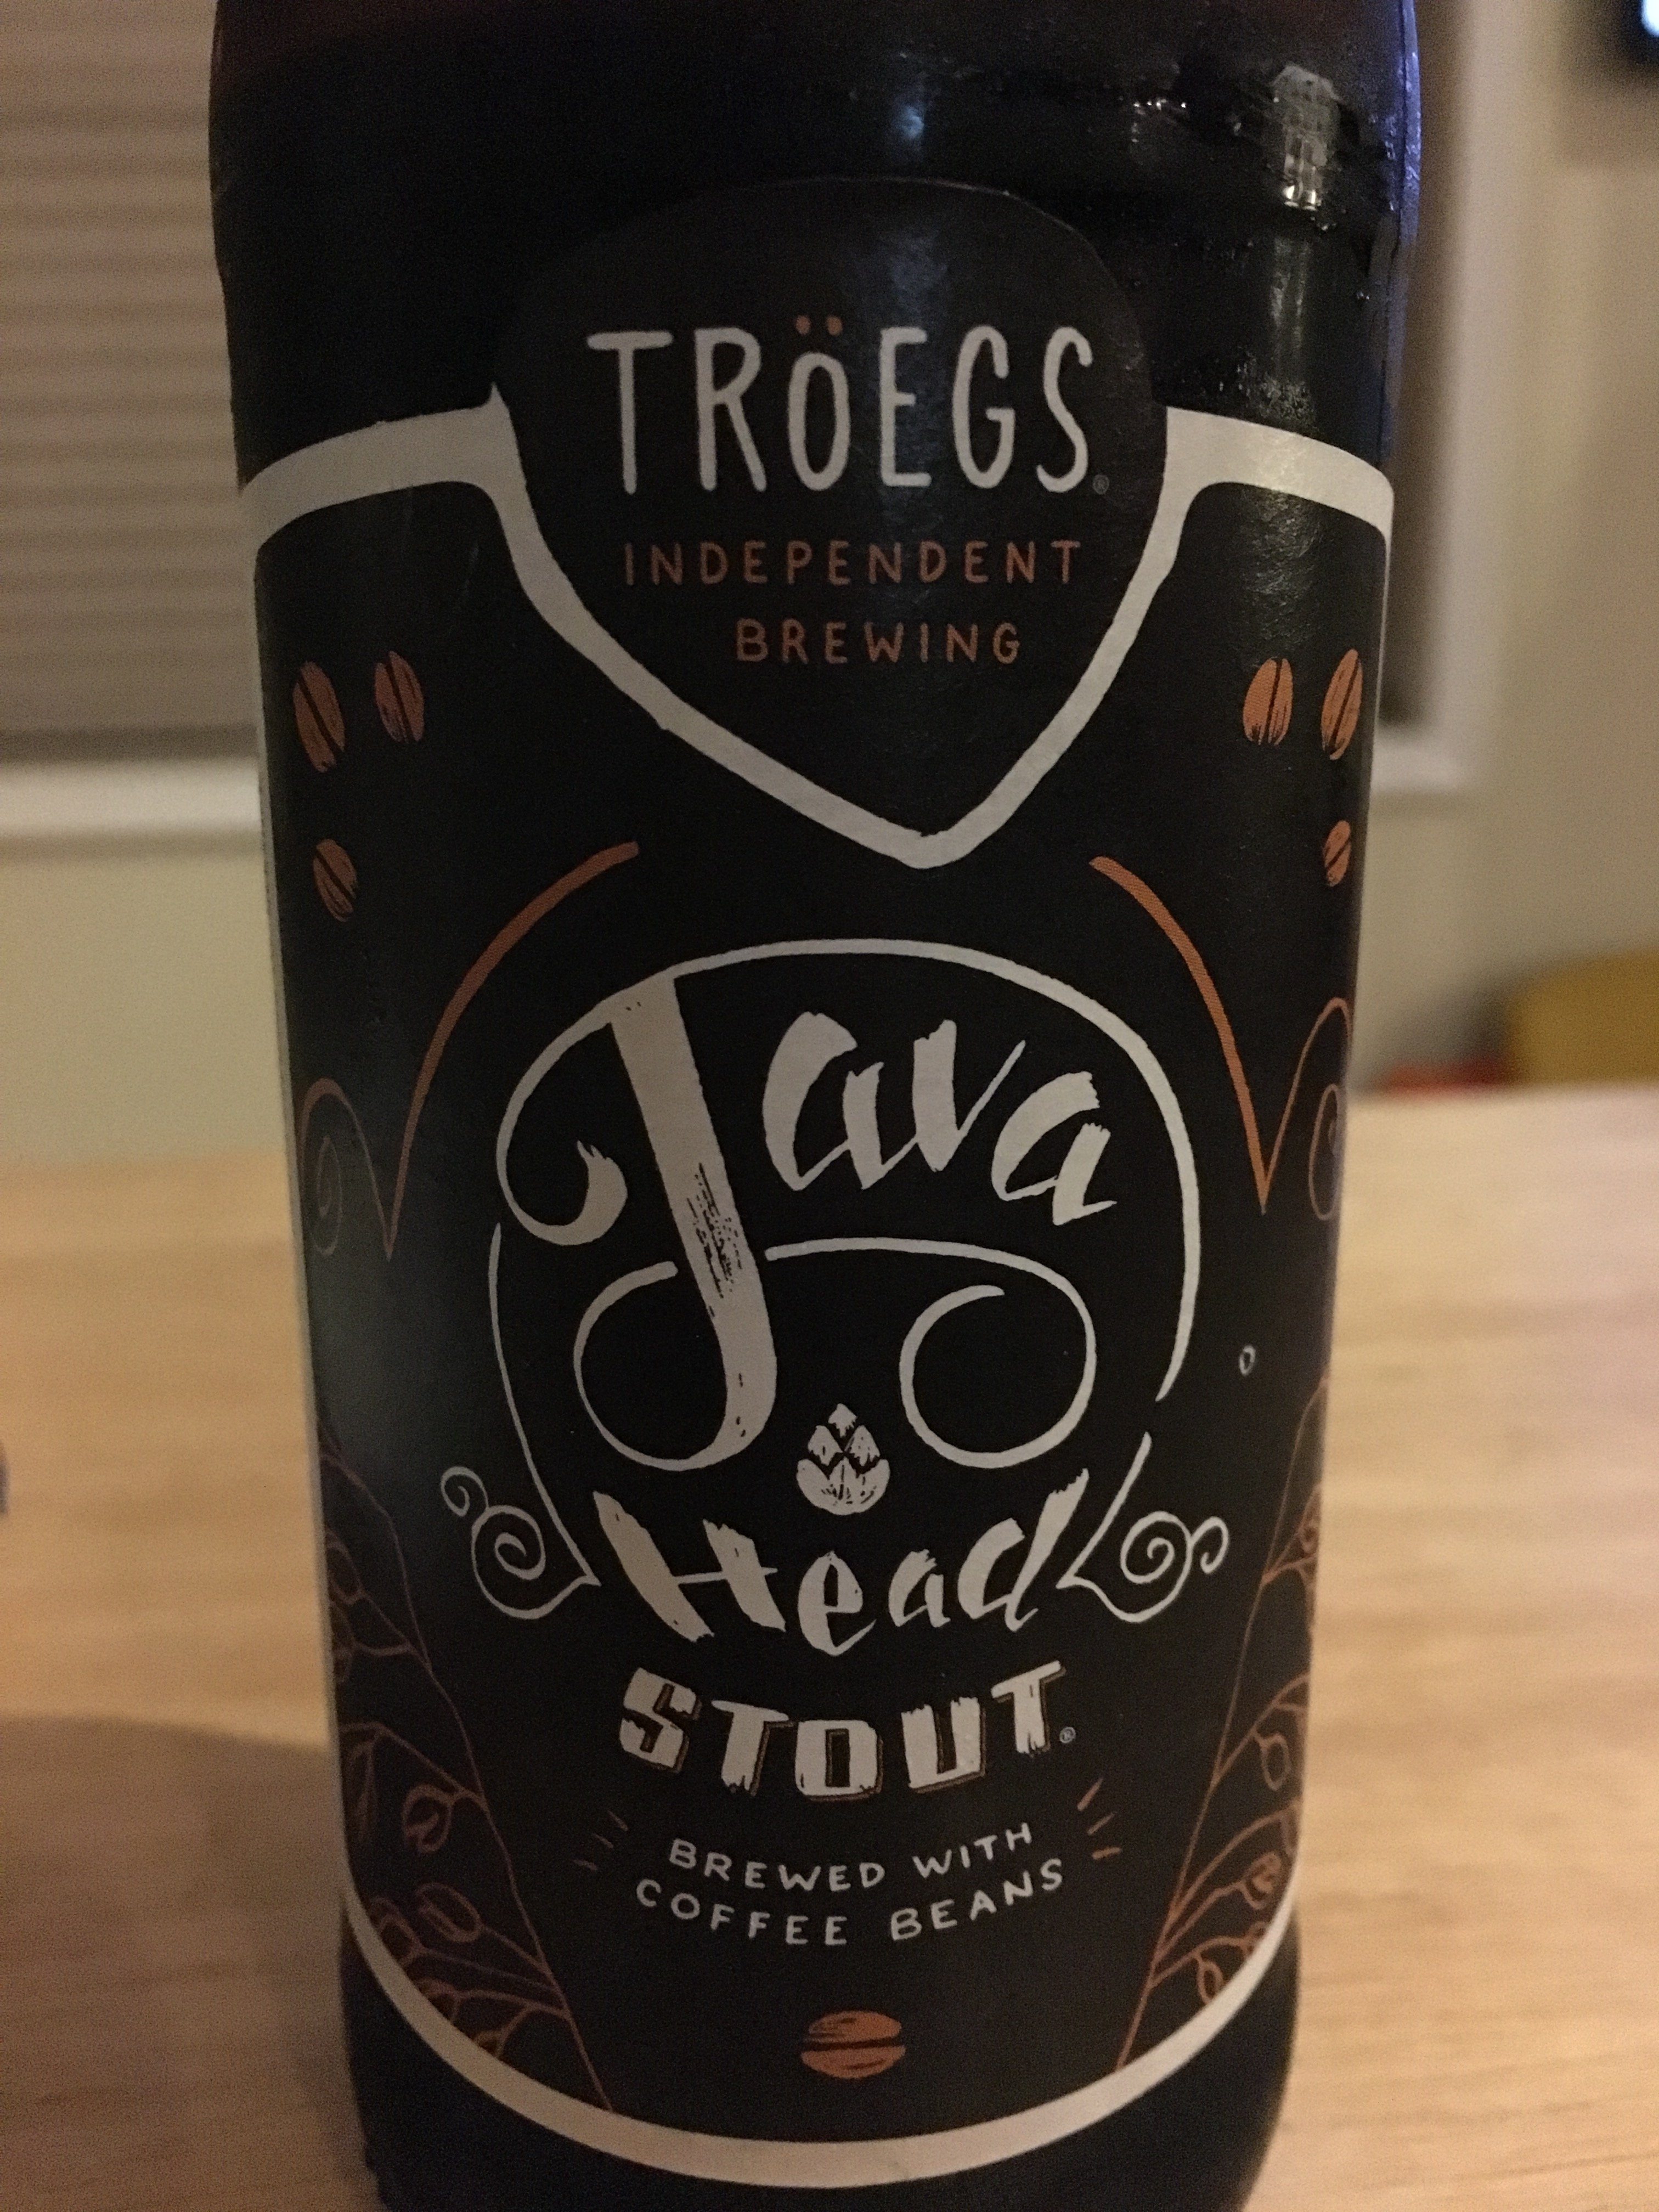 TRöEGS®
INDEPENDENT
BREWING
Java
Head
STOUT®
BREWED WITH
COFFEE BEANS